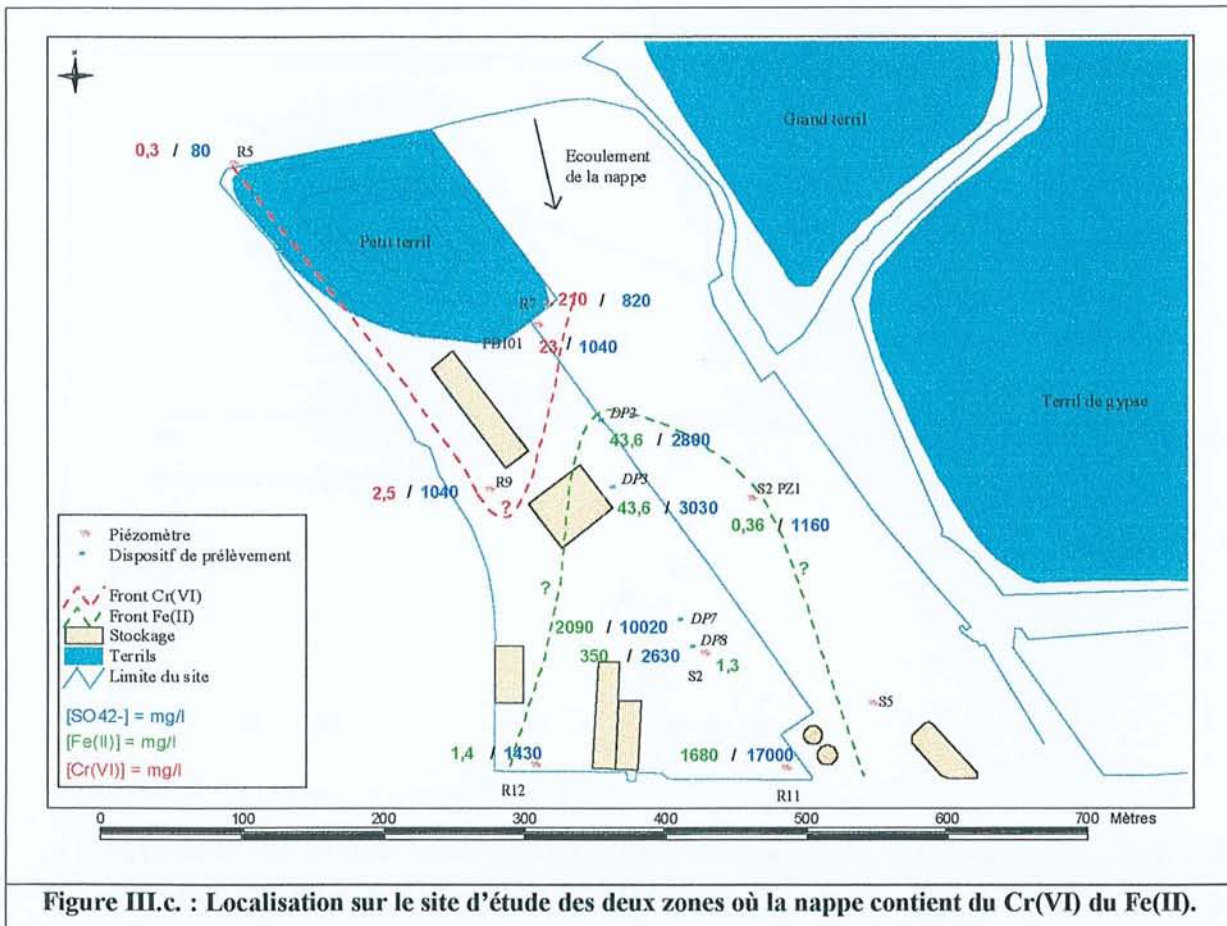 Grand terril
Ecoulement
de la nappe
0,3 / 80 R5
Petit terril
R7 210 / 820
PB101 23 / 1040
Terril de gypse
DP2
43,6 / 2800
DP3
43,6 / 3030
S2 PZ1
0,36 / 1160
R9
2,5 / 1040
?
?
?
Piézomètre
Dispositf de prélèvement
Front Cr(VI)
Front Fe(II)
Stockage
Terrils
Limite du site
[SO42-] = mg/l
[Fe(II)] = mg/l
[Cr(VI)] = mg/l
2090 / 10020 DP7
DP8
350 / 2630
1,3
S2
S5
1,4 / 1430
R12
1680 / 17000
R11
0 100 200 300 400 500 600 700 Mètres
Figure III.c. : Localisation sur le site d'étude des deux zones où la nappe contient du Cr(VI) du Fe(II).